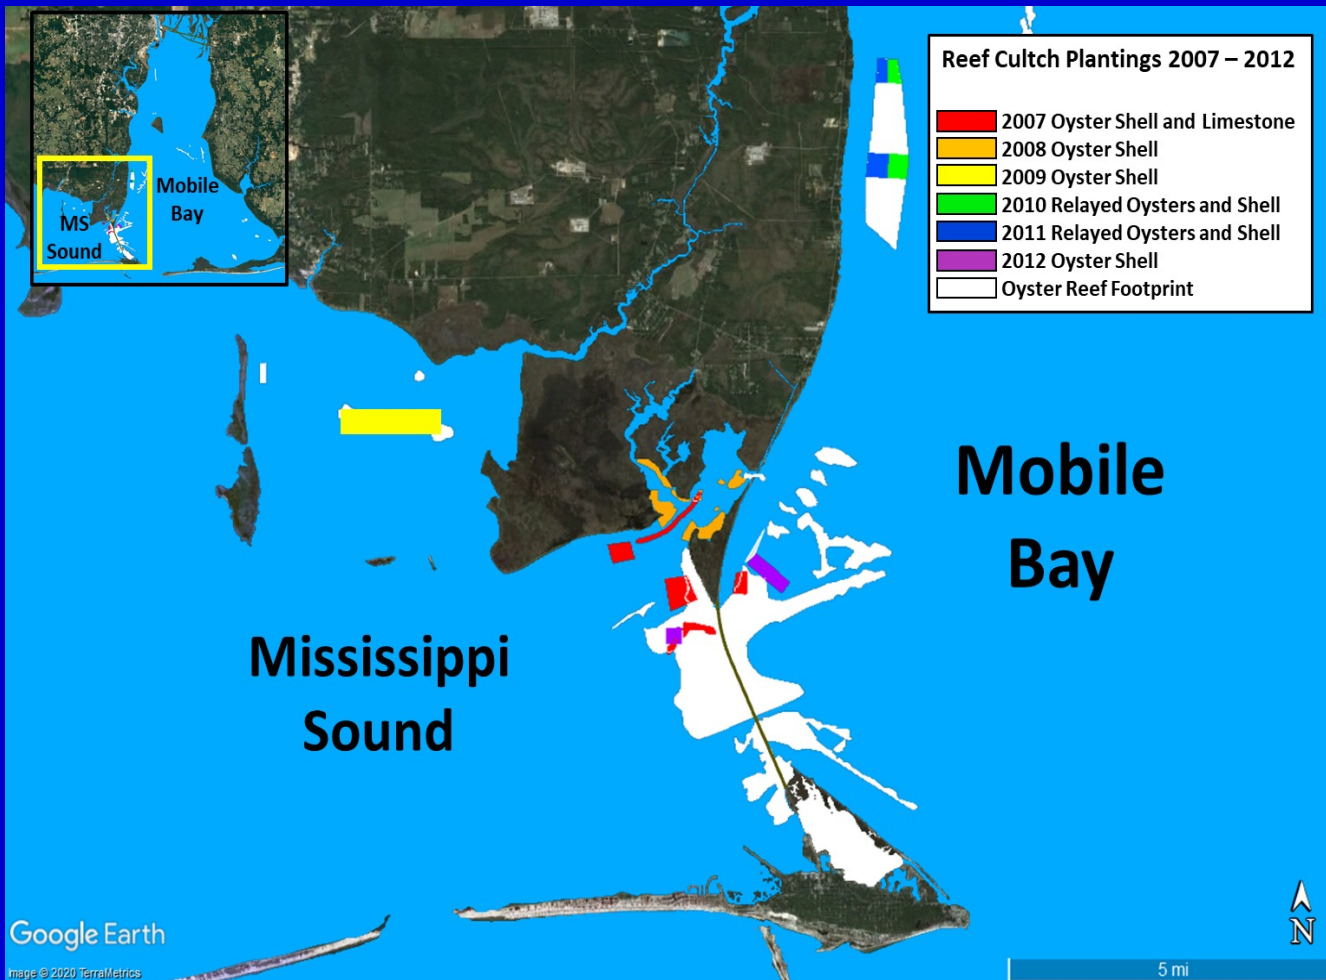 Mobile
Bay
MS
Sound
Reef Cultch Plantings 2007 – 2012
2007 Oyster Shell and Limestone
2008 Oyster Shell
2009 Oyster Shell
2010 Relayed Oysters and Shell
2011 Relayed Oysters and Shell
2012 Oyster Shell
Oyster Reef Footprint
Mobile
Bay
Mississippi
Sound
Google Earth
Image © 2020 TerraMetrics
N
5 mi